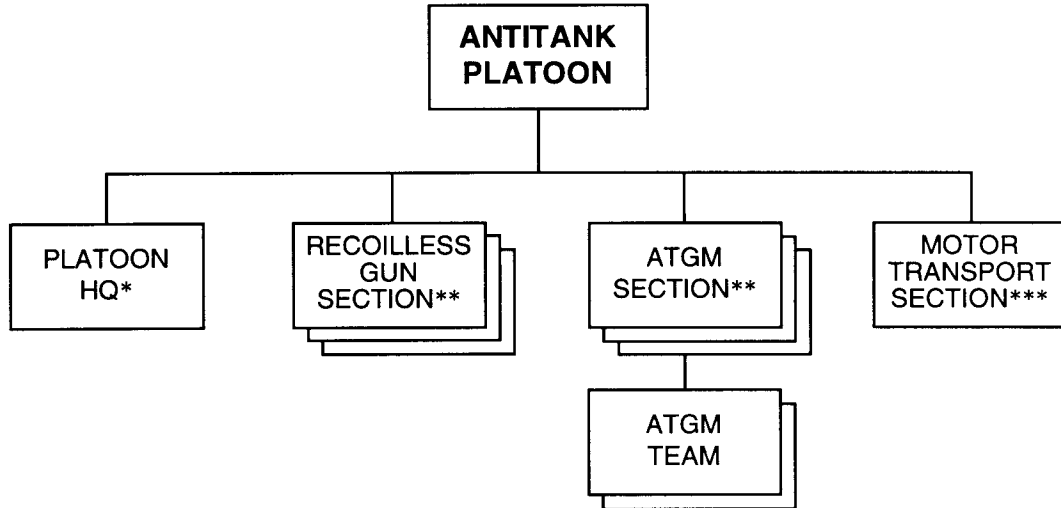 ANTITANK
PLATOON
PLATOON
HQ*
RECOILLESS
GUN
SECTION**
ATGM
SECTION**
MOTOR
TRANSPORT
SECTION***
ATGM
TEAM